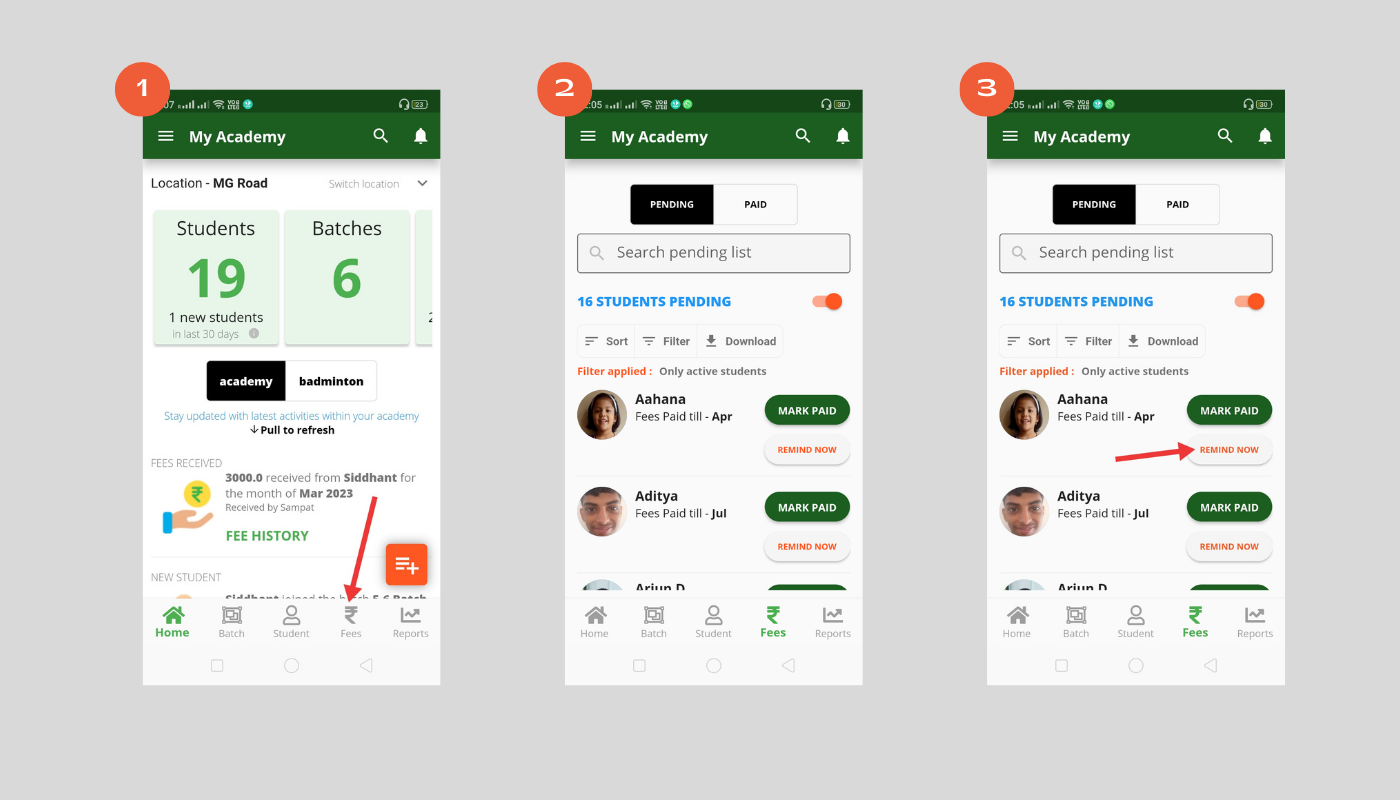 1
07
VoB LTE
23
My Academy
Location - MG Road
Switch location
Students
19
1 new students
in last 30 days
Batches
6
2
academy
badminton
Stay updated with latest activities within your academy
↓Pull to refresh
FEES RECEIVED
3000.0 received from Siddhant for
the month of Mar 2023
Received by Sampat
FEE HISTORY
NEW STUDENT
Siddhant joined the batch 5-6 Batch
Home
Batch
Student
Fees
Reports
2
:05
30
My Academy
PENDING
PAID
Search pending list
16 STUDENTS PENDING
Sort
Filter
Download
Filter applied : Only active students
Aahana
Fees Paid till - Apr
MARK PAID
REMIND NOW
Aditya
Fees Paid till - Jul
MARK PAID
REMIND NOW
Arjun D
Home
Batch
Student
Fees
Reports
3
:05
30
My Academy
PENDING
PAID
Search pending list
16 STUDENTS PENDING
Sort
Filter
Download
Filter applied : Only active students
Aahana
Fees Paid till - Apr
MARK PAID
REMIND NOW
Aditya
Fees Paid till - Jul
MARK PAID
REMIND NOW
Arjun D
Home
Batch
Student
Fees
Reports